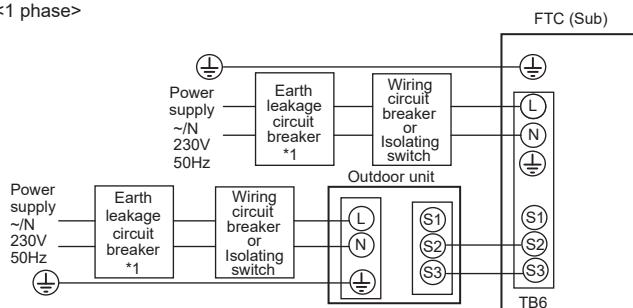 <1 phase>
FTC (Sub)
Power
supply
~/N
230V
50Hz
Earth
leakage
circuit
breaker
*1
Wiring
circuit
breaker
or
Isolating
switch
L
N
Outdoor unit
Power
supply
~/N
230V
50Hz
Earth
leakage
circuit
breaker
*1
Wiring
circuit
breaker
or
Isolating
switch
L
N
S1
S2
S3
S1
S2
S3
TB6